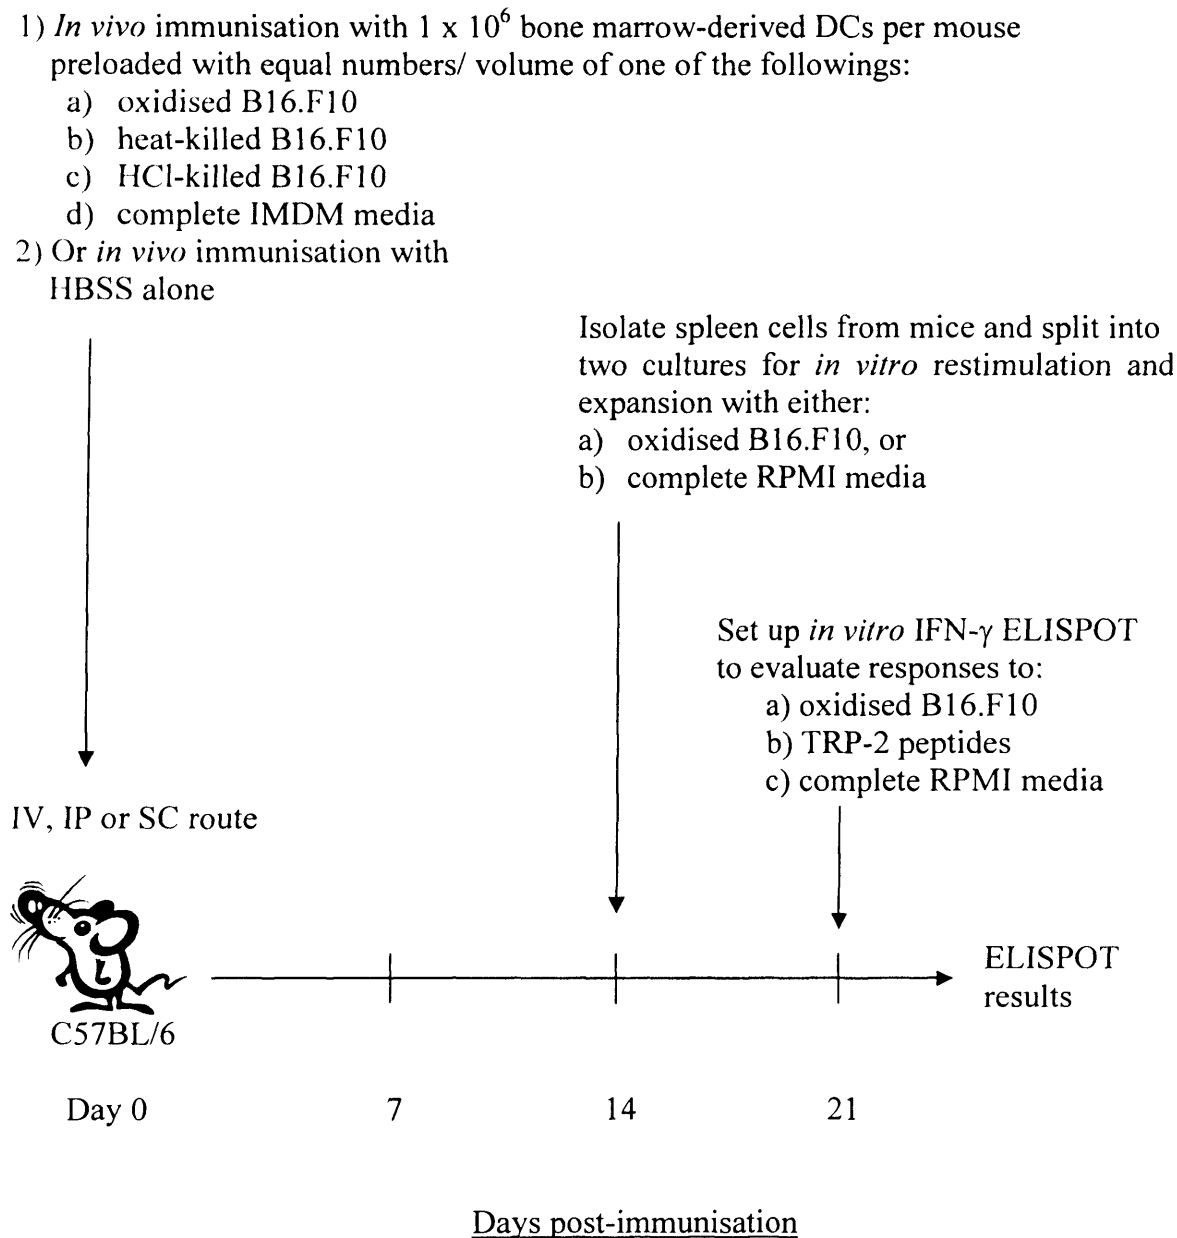 1) In vivo immunisation with 1 x 10⁶ bone marrow-derived DCs per mouse
preloaded with equal numbers/ volume of one of the followings:
a) oxidised B16.F10
b) heat-killed B16.F10
c) HCl-killed B16.F10
d) complete IMDM media
2) Or in vivo immunisation with
HBSS alone
Isolate spleen cells from mice and split into
two cultures for in vitro restimulation and
expansion with either:
a) oxidised B16.F10, or
b) complete RPMI media
Set up in vitro IFN-γ ELISPOT
to evaluate responses to:
a) oxidised B16.F10
b) TRP-2 peptides
c) complete RPMI media
IV, IP or SC route
ELISPOT
results
C57BL/6
Day 0 7 14 21
Days post-immunisation